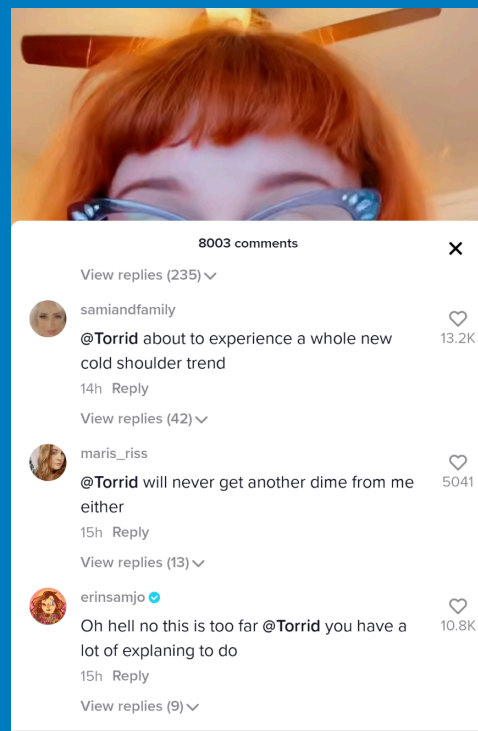 8003 comments
View replies (235)
samiandfamily
@Torrid about to experience a whole new
cold shoulder trend
13.2K
14h Reply
View replies (42)
maris_riss
@Torrid will never get another dime from me
either
5041
15h Reply
View replies (13)
erinsamjo
Oh hell no this is too far @Torrid you have a
lot of explaning to do
10.8K
15h Reply
View replies (9)